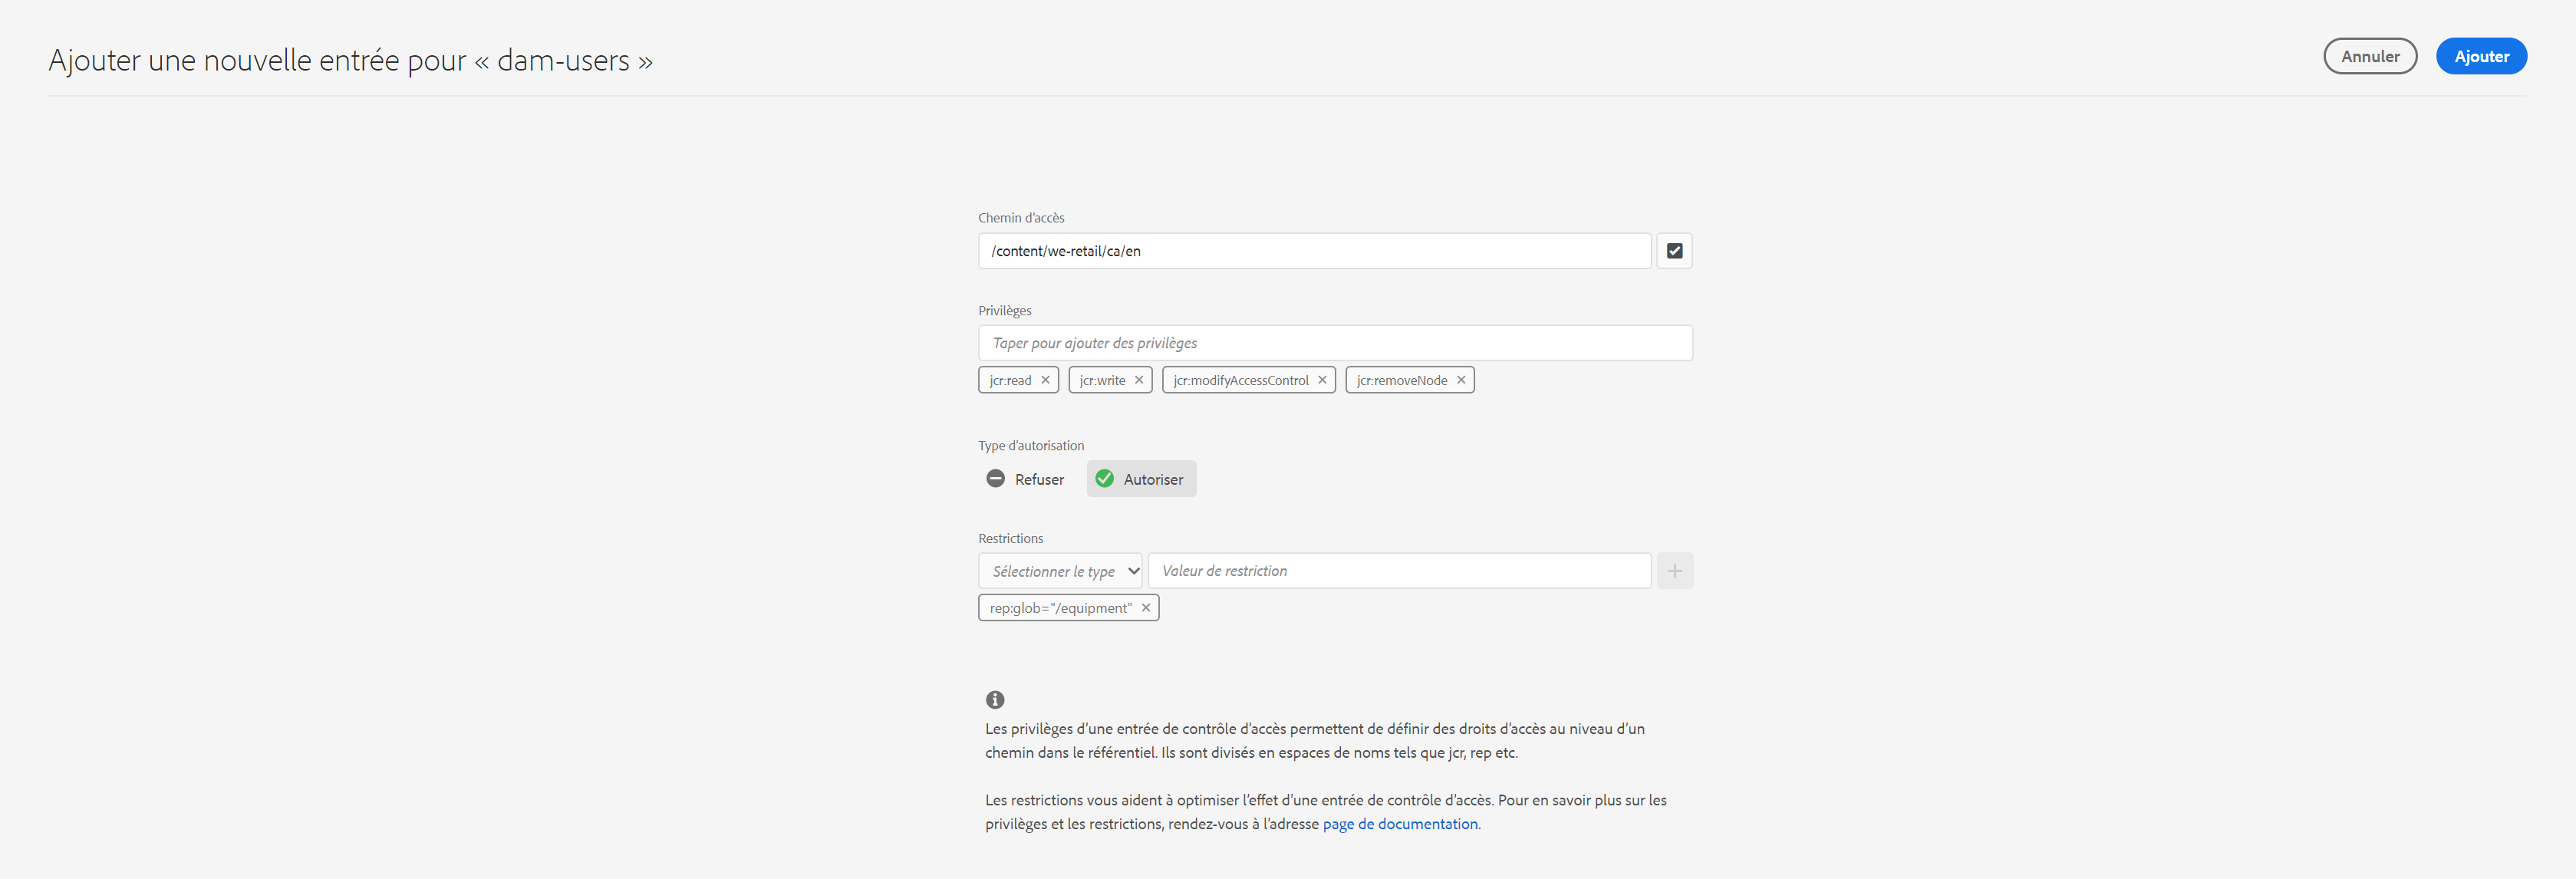 Ajouter une nouvelle entrée pour « dam-users »
Annuler
Ajouter
Chemin d’accès
/content/we-retail/ca/en
Privilèges
Taper pour ajouter des privilèges
jcr:read
jcr:write
jcr:modifyAccessControl
jcr:removeNode
Type d’autorisation
Refuser
Autoriser
Restrictions
Sélectionner le type
Valeur de restriction
rep:glob="/equipment"
Les privilèges d’une entrée de contrôle d’accès permettent de définir des droits d’accès au niveau d’un
chemin dans le référentiel. Ils sont divisés en espaces de noms tels que jcr, rep etc.
Les restrictions vous aident à optimiser l’effet d’une entrée de contrôle d’accès. Pour en savoir plus sur les
privilèges et les restrictions, rendez-vous à l’adresse page de documentation.